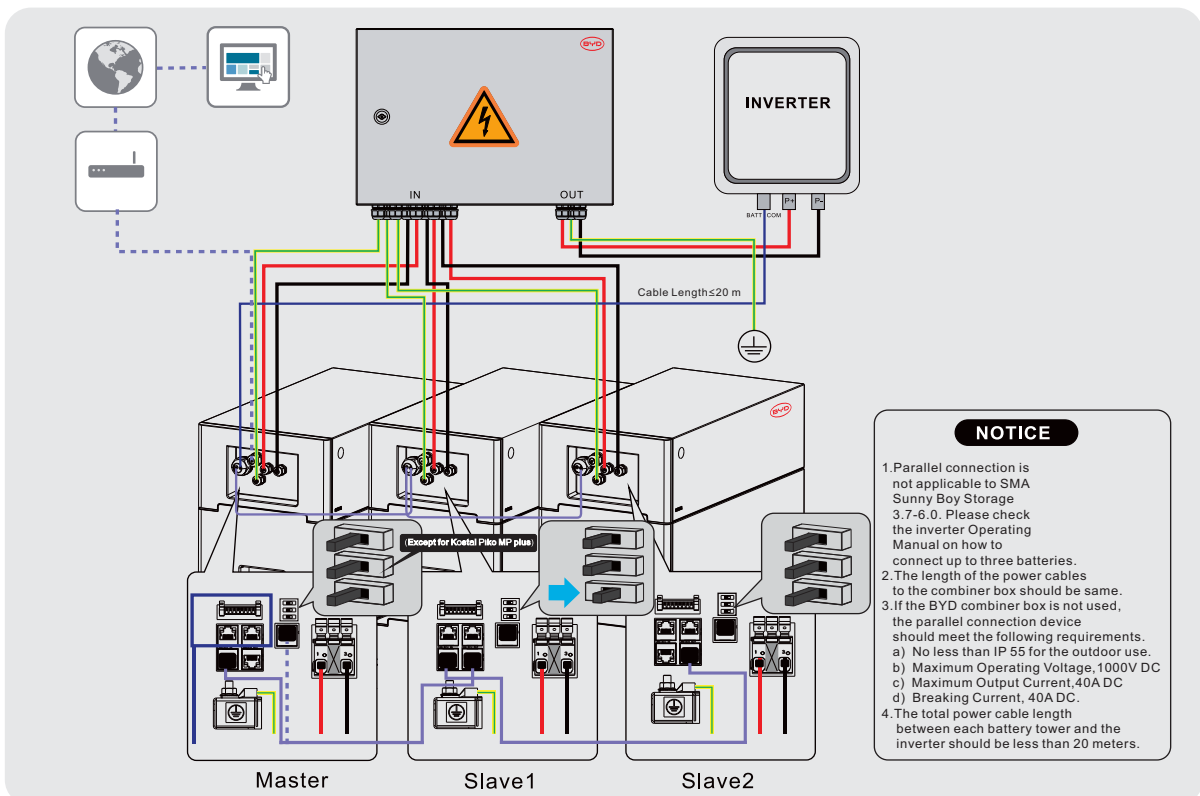 BYD
INVERTER
IN
OUT
BATT COM
P+
P-
Cable Length≤20 m
BYD
(Except for Kostal Piko MP plus)
NOTICE
1.Parallel connection is
not applicable to SMA
Sunny Boy Storage
3.7-6.0. Please check
the inverter Operating
Manual on how to
connect up to three batteries.
2.The length of the power cables
to the combiner box should be same.
3.If the BYD combiner box is not used,
the parallel connection device
should meet the following requirements.
a) No less than IP 55 for the outdoor use.
b) Maximum Operating Voltage,1000V DC
c) Maximum Output Current,40A DC
d) Breaking Current, 40A DC.
4.The total power cable length
between each battery tower and the
inverter should be less than 20 meters.
Master
Slave1
Slave2